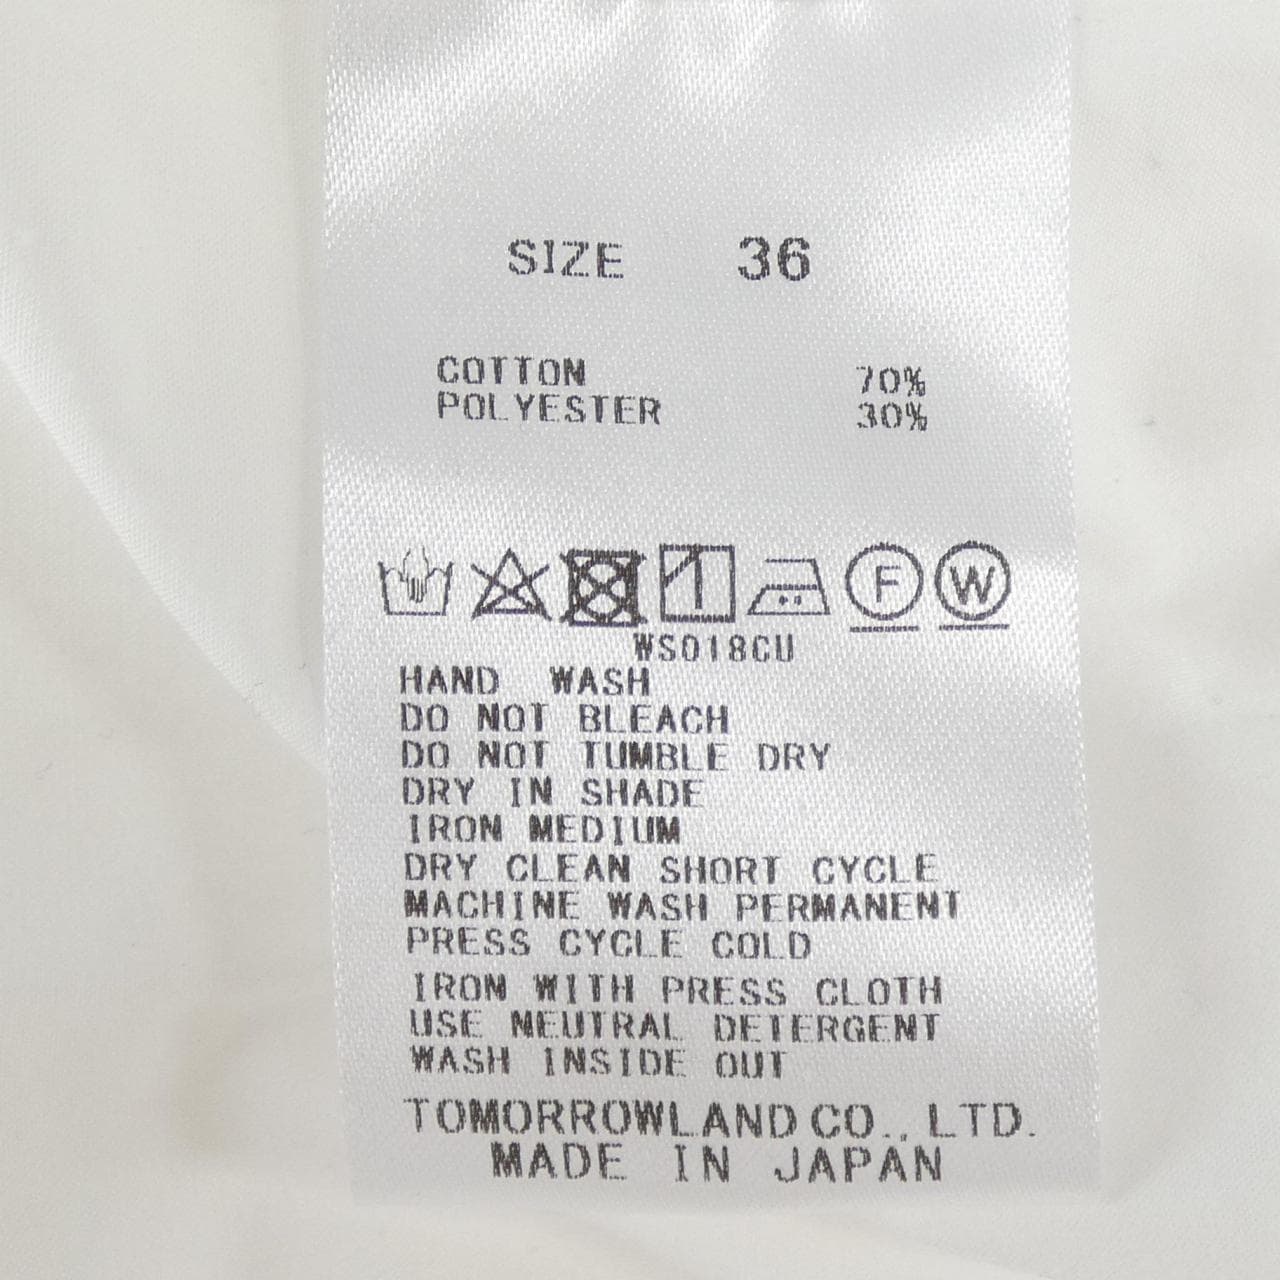 SIZE 36
COTTON 70%
POLYESTER 30%
F W
WS018CU
HAND WASH
DO NOT BLEACH
DO NOT TUMBLE DRY
DRY IN SHADE
IRON MEDIUM
DRY CLEAN SHORT CYCLE
MACHINE WASH PERMANENT
PRESS CYCLE COLD
IRON WITH PRESS CLOTH
USE NEUTRAL DETERGENT
WASH INSIDE OUT
TOMORROWLAND CO., LTD.
MADE IN JAPAN